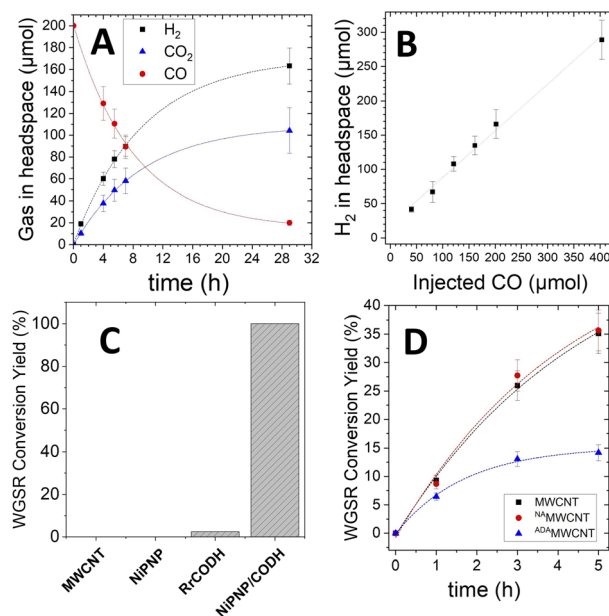 A
H2
CO2
CO
Gas in headspace (µmol)
200
180
160
140
120
100
80
60
40
20
0
0 4 8 12 16 20 24 28 32
time (h)
B
H2 in headspace (µmol)
350
300
250
200
150
100
50
0 50 100 150 200 250 300 350 400
Injected CO (µmol)
C
WGSR Conversion Yield (%)
100
80
60
40
20
0
MWCNT
NiPNP
RrCODH
NiPNP/CODH
D
WGSR Conversion Yield (%)
40
35
30
25
20
15
10
5
0
0 1 2 3 4 5
time (h)
MWCNT
NAMWCNT
ADAMWCNT